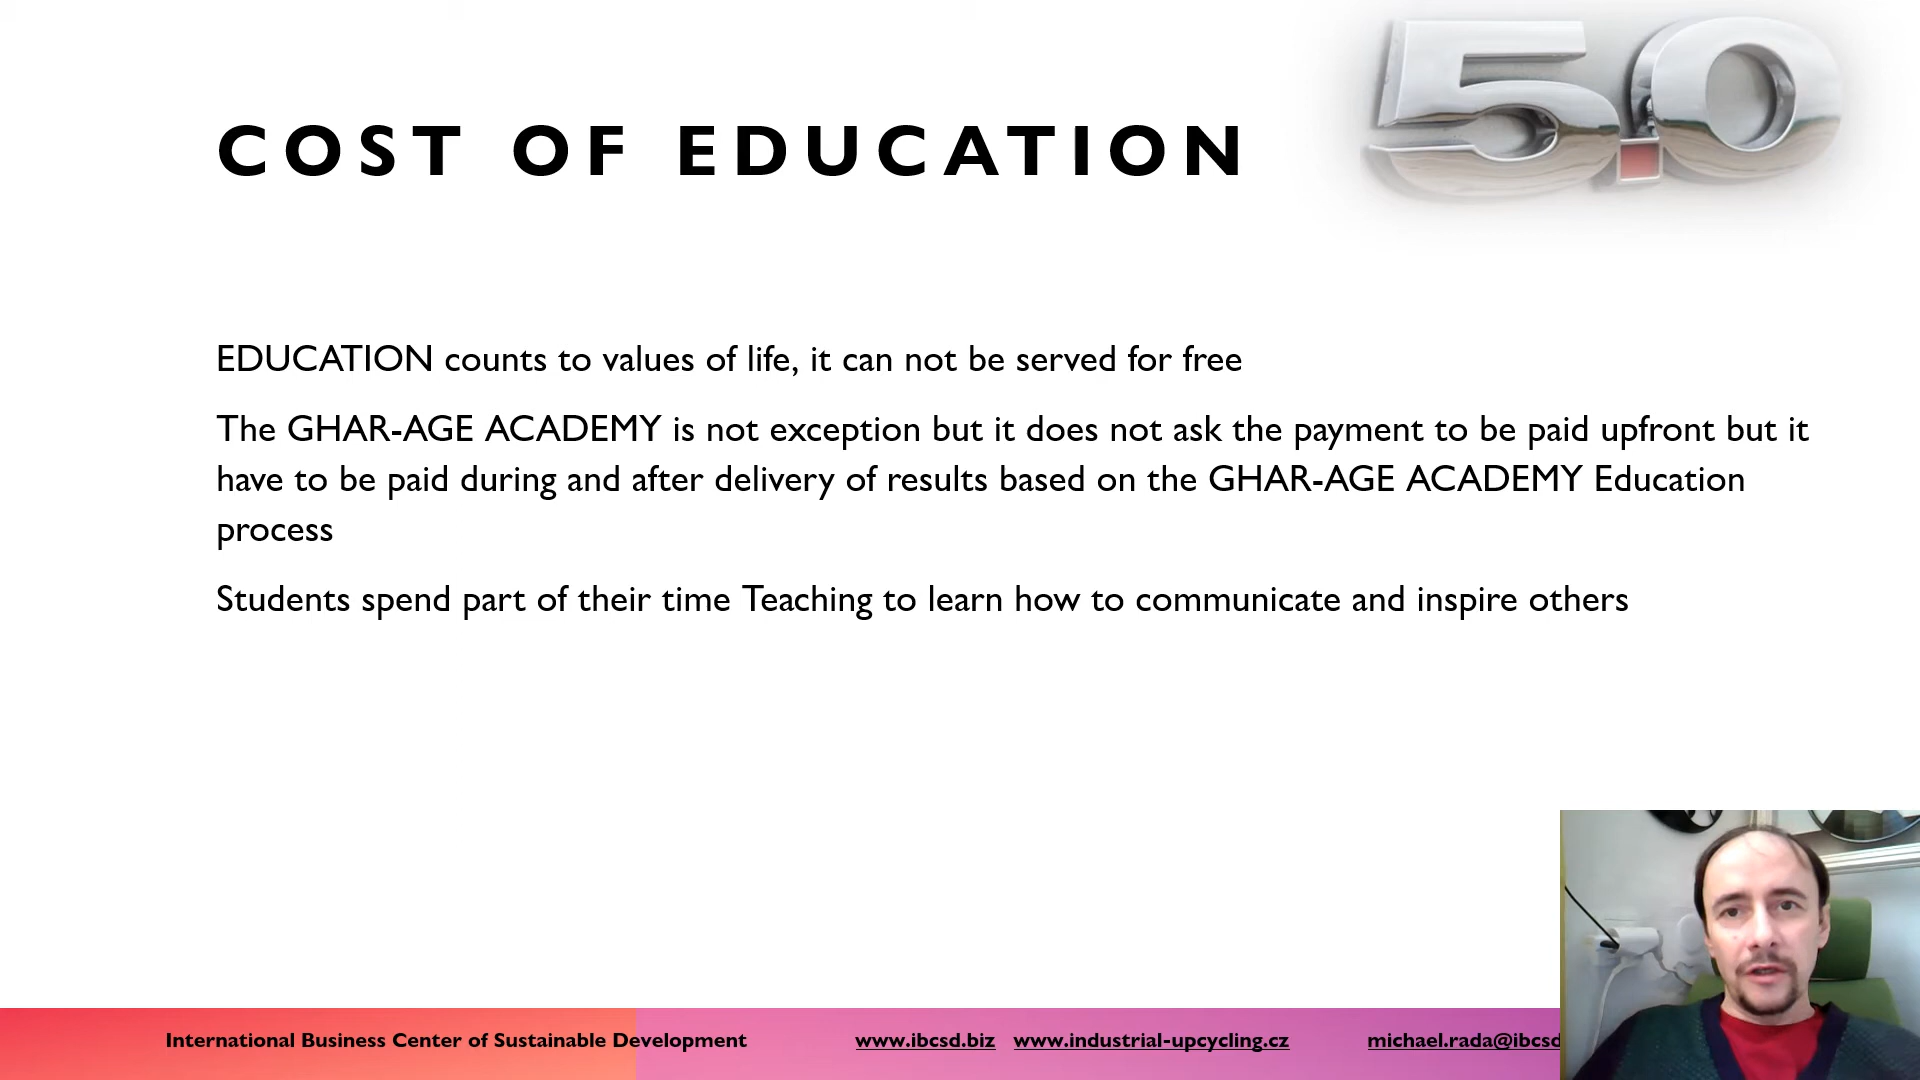 5.0
COST OF EDUCATION
EDUCATION counts to values of life, it can not be served for free
The GHAR-AGE ACADEMY is not exception but it does not ask the payment to be paid upfront but it
have to be paid during and after delivery of results based on the GHAR-AGE ACADEMY Education
process
Students spend part of their time Teaching to learn how to communicate and inspire others
International Business Center of Sustainable Development www.ibcsd.biz www.industrial-upcycling.cz michael.rada@ibcsd